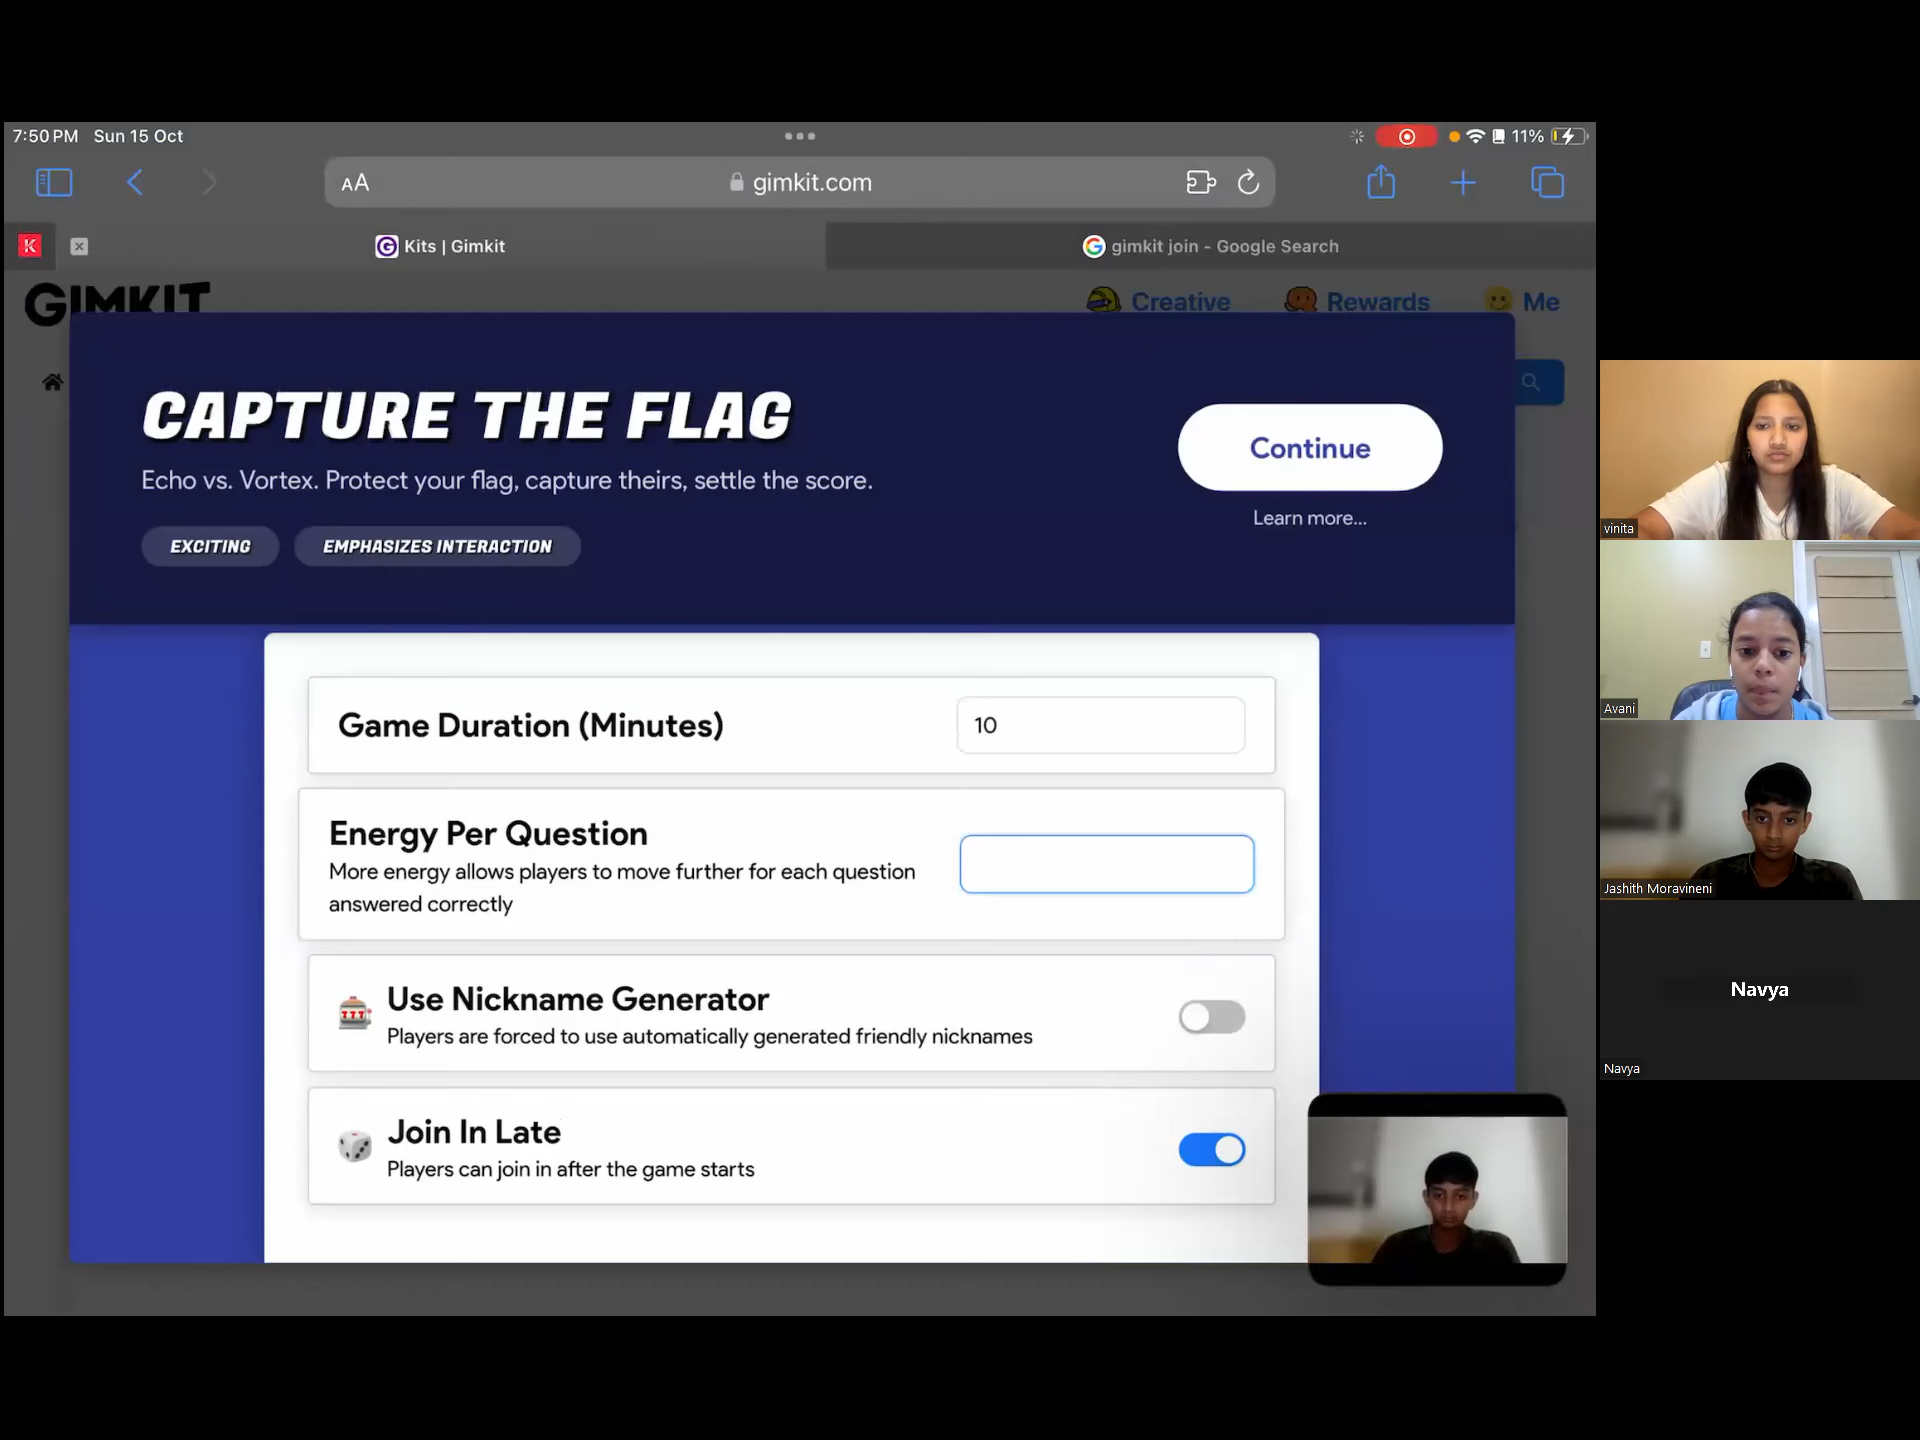 7:50 PM Sun 15 Oct
11%
AA
gimkit.com
K
Kits | Gimkit
gimkit join - Google Search
GIMKIT
Creative
Rewards
Me
CAPTURE THE FLAG
Echo vs. Vortex. Protect your flag, capture theirs, settle the score.
EXCITING
EMPHASIZES INTERACTION
Continue
Learn more...
Game Duration (Minutes)
10
Energy Per Question
More energy allows players to move further for each question
answered correctly
777
Use Nickname Generator
Players are forced to use automatically generated friendly nicknames
Join In Late
Players can join in after the game starts
vinita
Avani
Jashith Moravineni
Navya
Navya